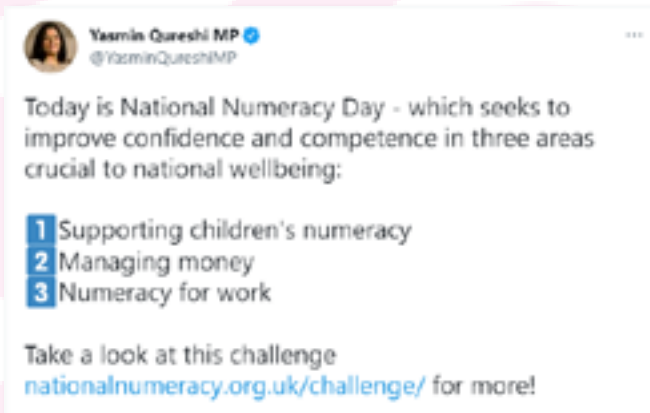 Yasmin Qureshi MP
@YasminQureshiMP
Today is National Numeracy Day - which seeks to
improve confidence and competence in three areas
crucial to national wellbeing:
1 Supporting children's numeracy
2 Managing money
3 Numeracy for work
Take a look at this challenge
nationalnumeracy.org.uk/challenge/ for more!